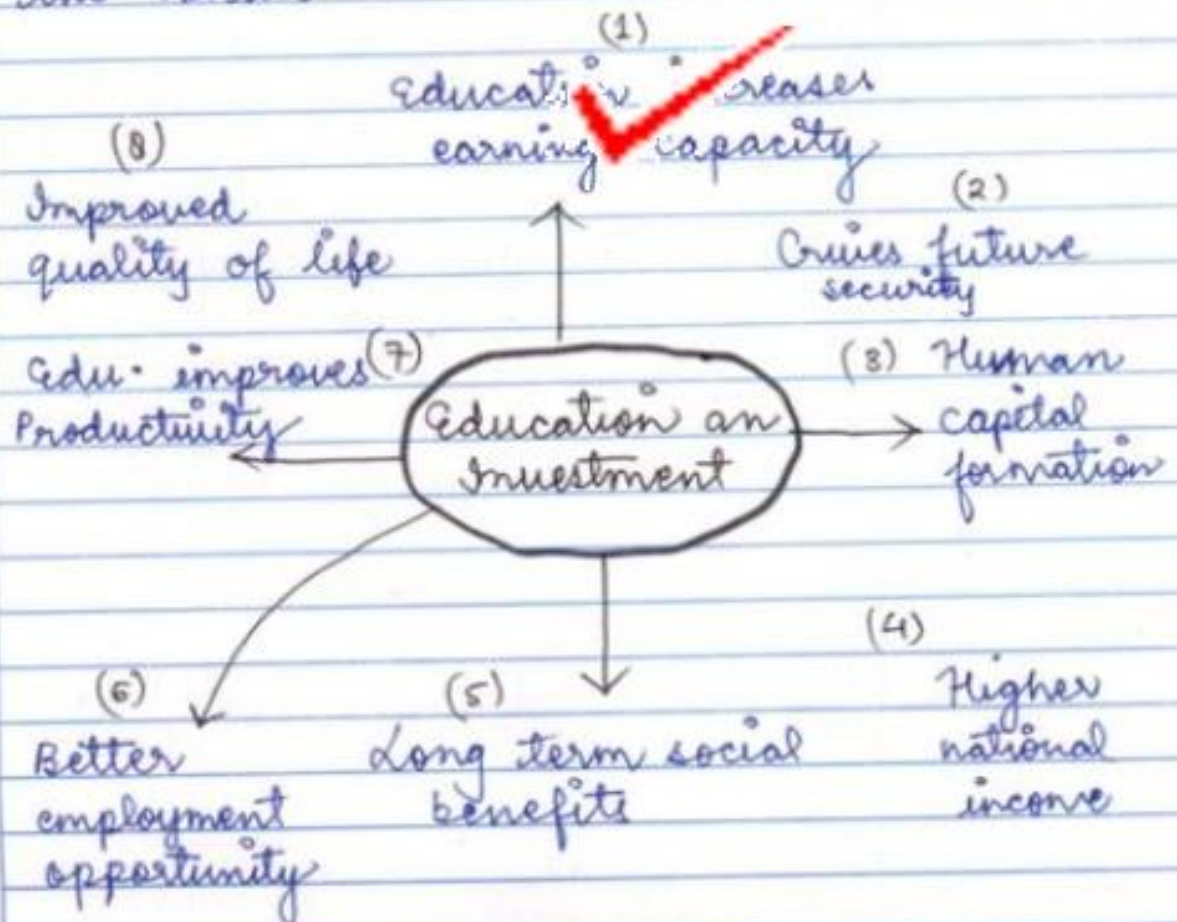 (1)
Education increases
earning capacity
(2)
Gives future
security
(3) Human
capital
formation
(4)
Higher
national
income
(5)
Long term social
benefits
(6)
Better
employment
opportunity
(7)
Edu. improves
Productivity
(8)
Improved
quality of life
Education an
Investment